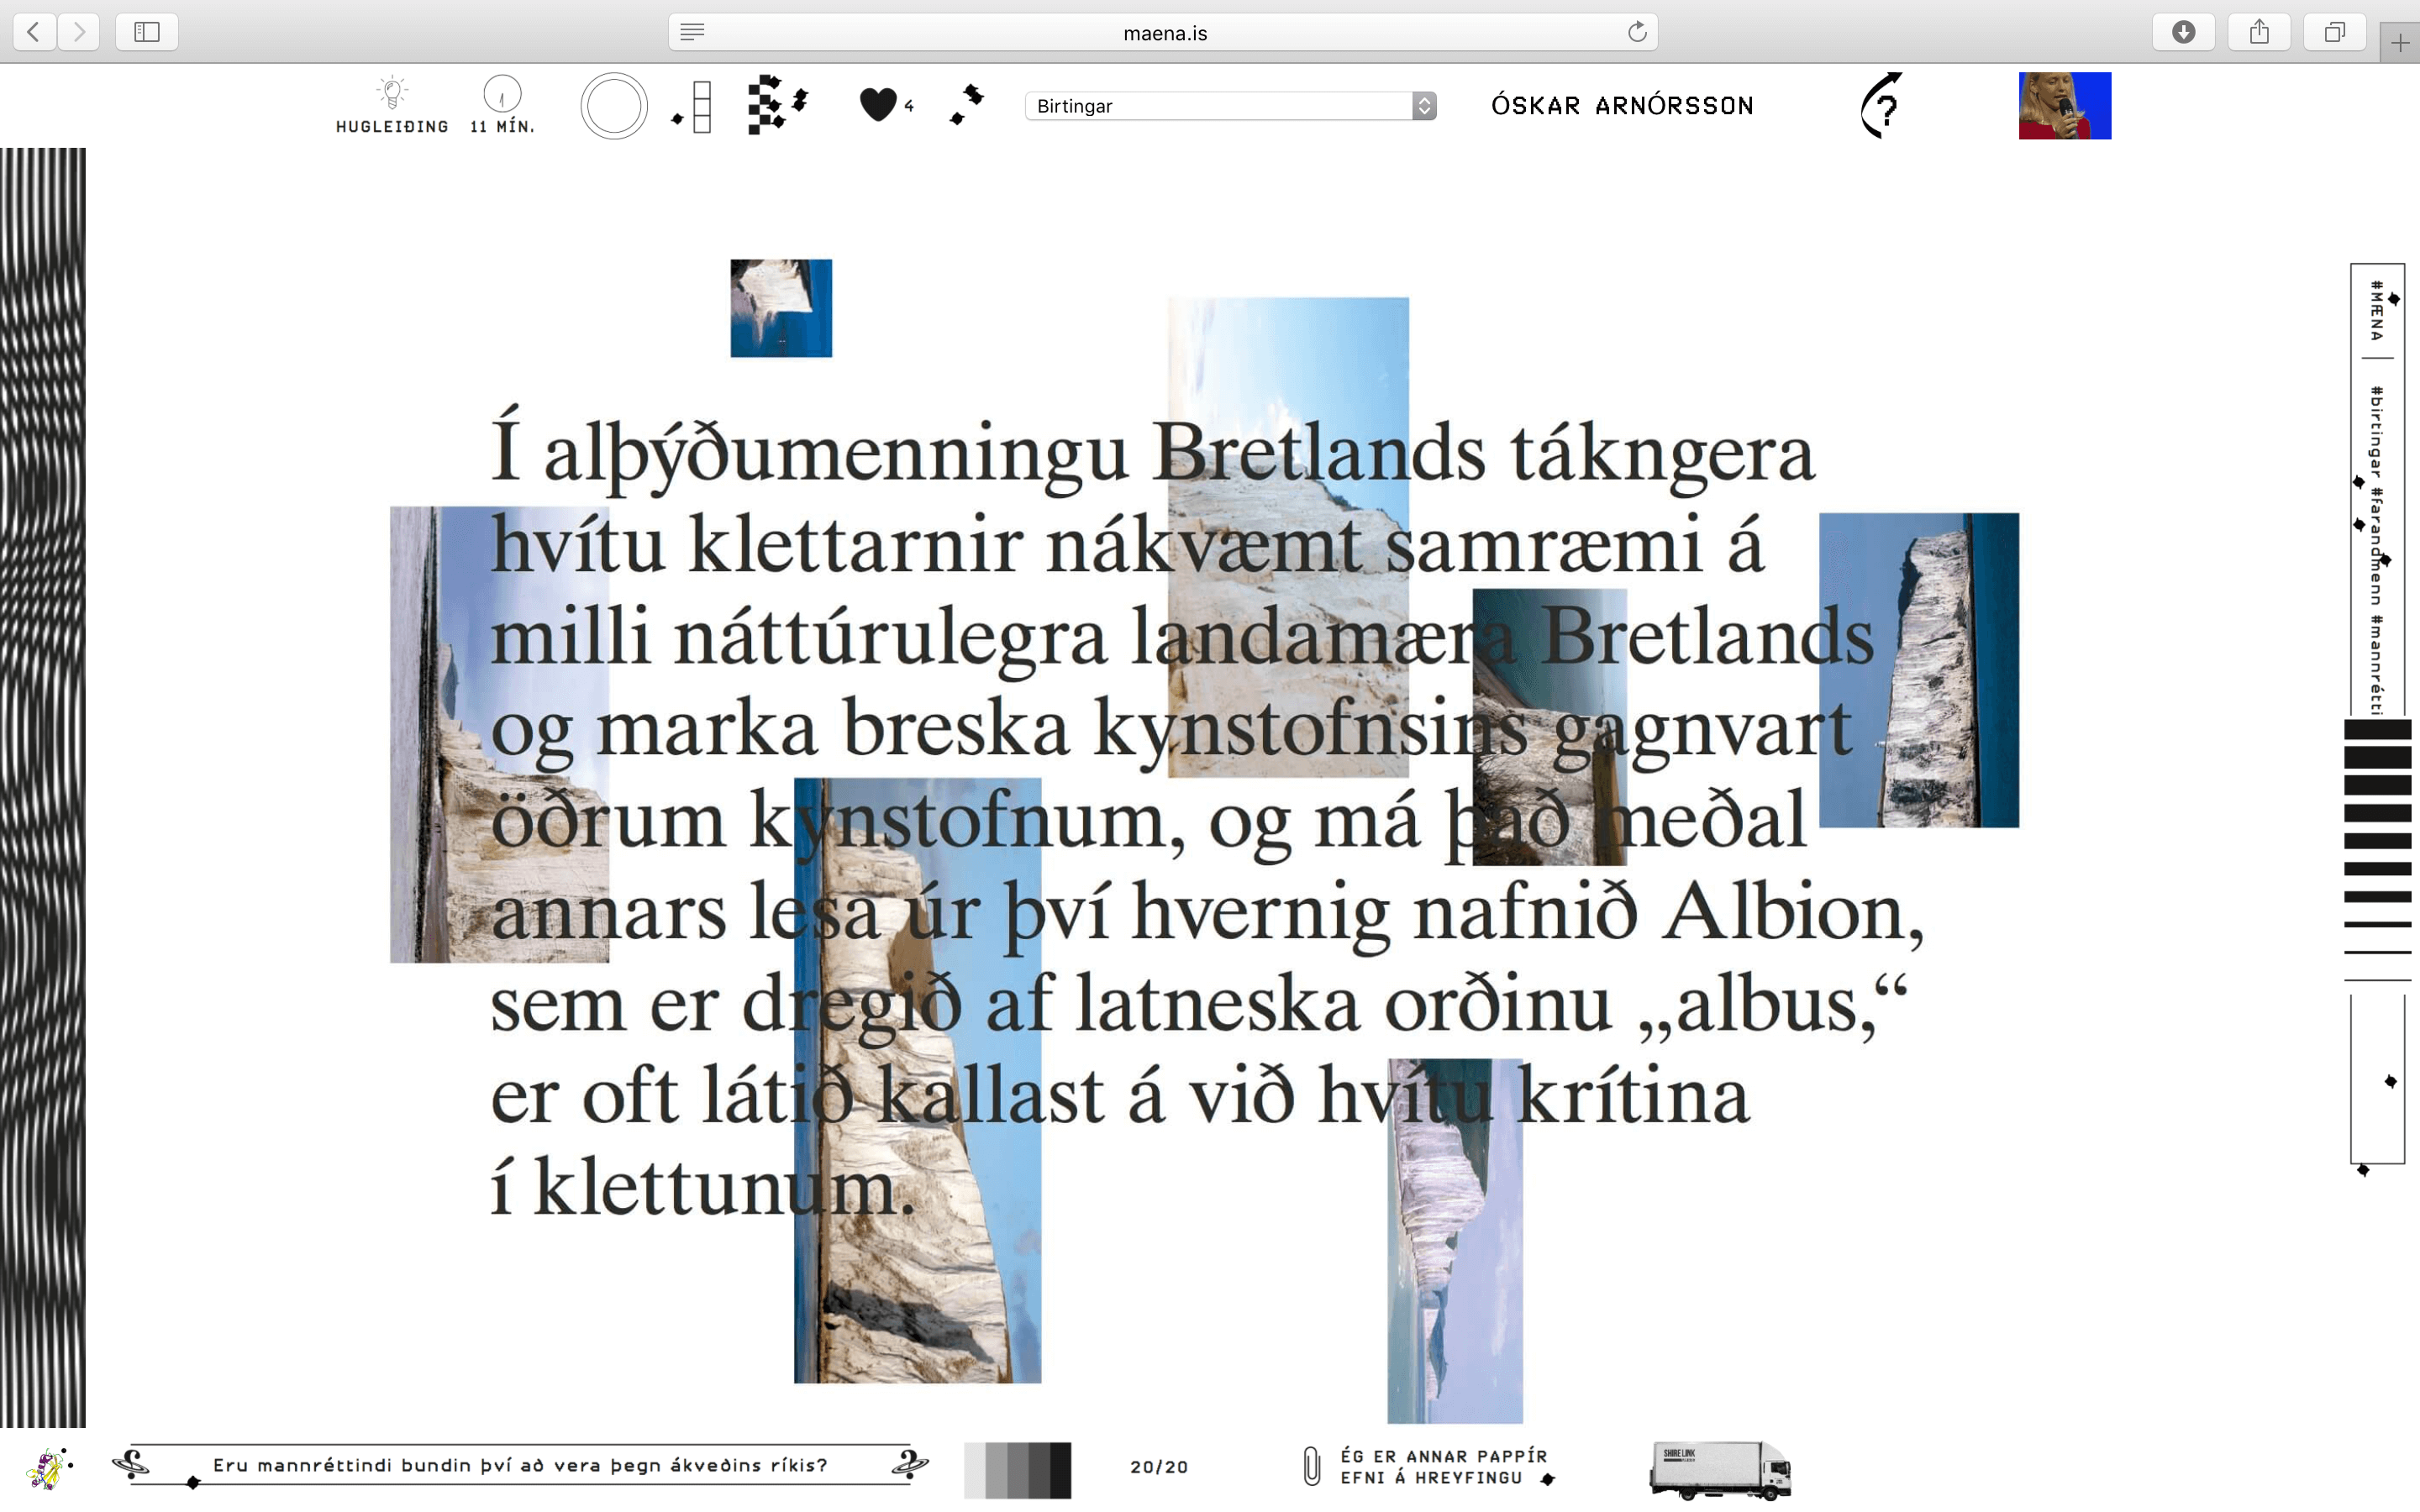 maena.is
HUGLEIÐING
11 MÍN.
4
Birtingar
ÓSKAR ARNÓRSSON
?
Í alþýðumenningu Bretlands tákngera
hvítu klettarnir nákvæmt samræmi á
milli náttúrulegra landamæra Bretlands
og marka breska kynstofnsins gagnvart
öðrum kynstofnum, og má það meðal
annars lesa úr því hvernig nafnið Albion,
sem er dregið af latneska orðinu „albus,“
er oft látið kallast á við hvítu krítina
í klettunum.
#MÆNA
#birtingar #farandmenn #mannrétti
Eru mannréttindi bundin því að vera þegn ákveðins ríkis?
20/20
ÉG ER ANNAR PAPPÍR
EFNI Á HREYFINGU
SHIRE LINK